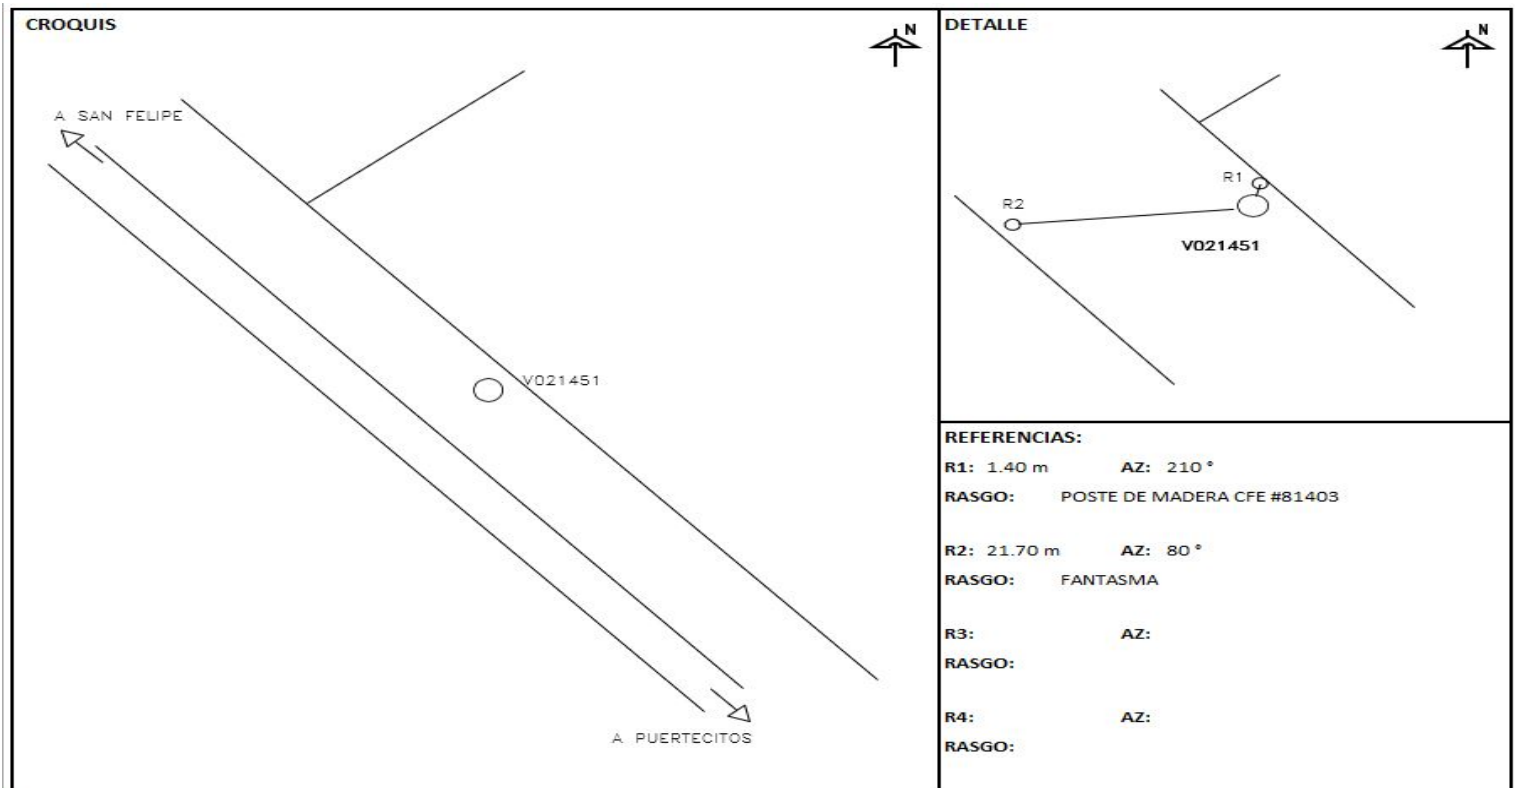 CROQUIS
N
A SAN FELIPE
V021451
A PUERTECITOS
DETALLE
N
R1
R2
V021451
REFERENCIAS:
R1: 1.40 m AZ: 210 °
RASGO: POSTE DE MADERA CFE #81403
R2: 21.70 m AZ: 80 °
RASGO: FANTASMA
R3: AZ:
RASGO:
R4: AZ:
RASGO: